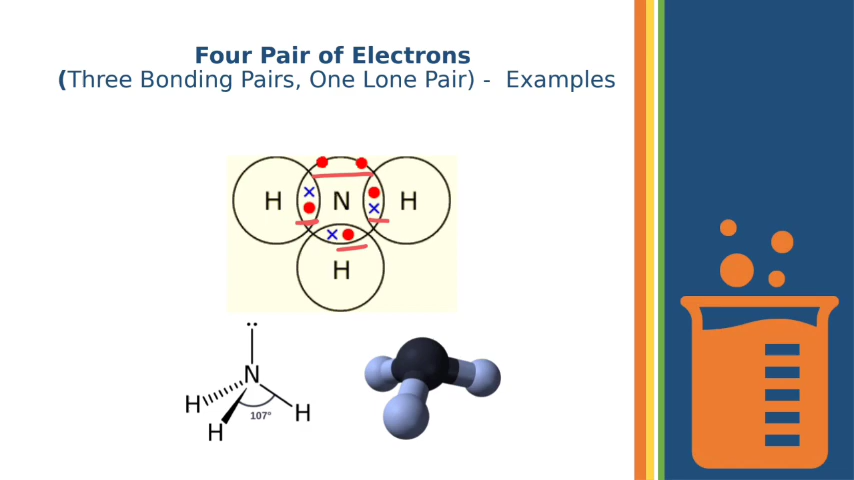 Four Pair of Electrons
(Three Bonding Pairs, One Lone Pair) - Examples
H N H
H
N
H H
107°
H